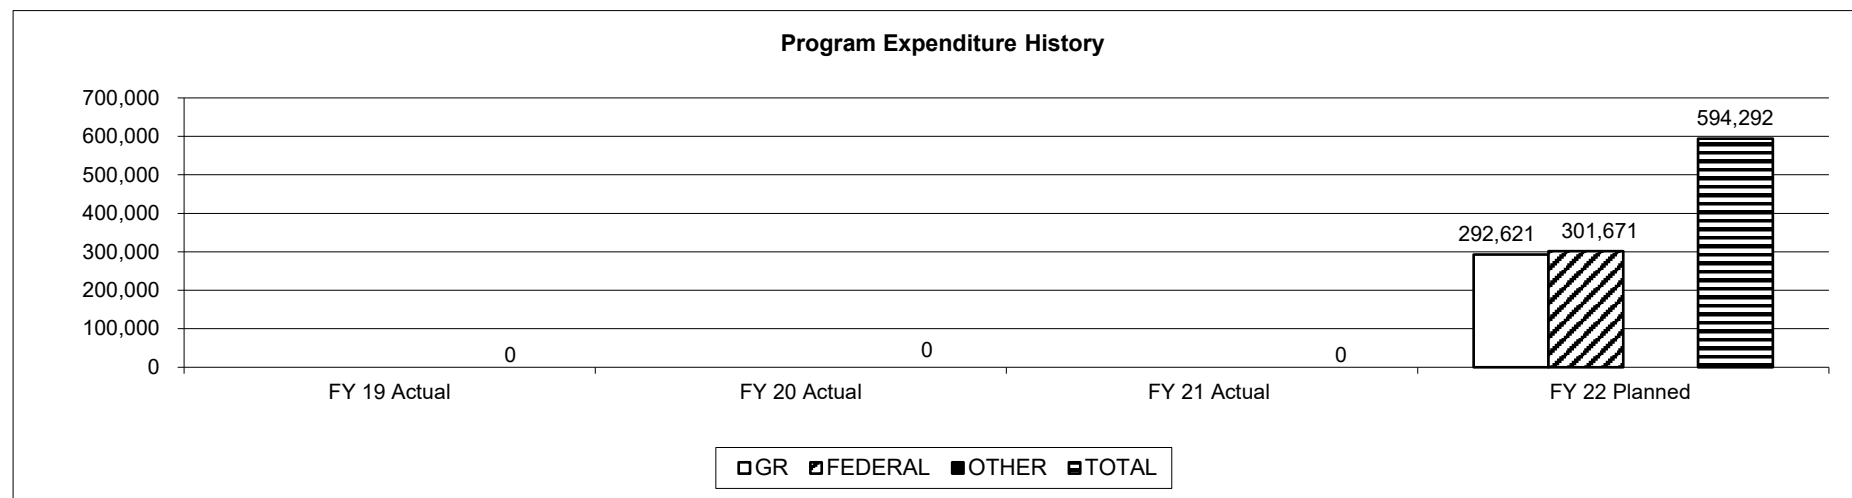 Program Expenditure History
700,000
600,000
500,000
400,000
300,000
200,000
100,000
0
594,292
292,621
301,671
0
0
0
FY 19 Actual
FY 20 Actual
FY 21 Actual
FY 22 Planned
GR FEDERAL OTHER TOTAL